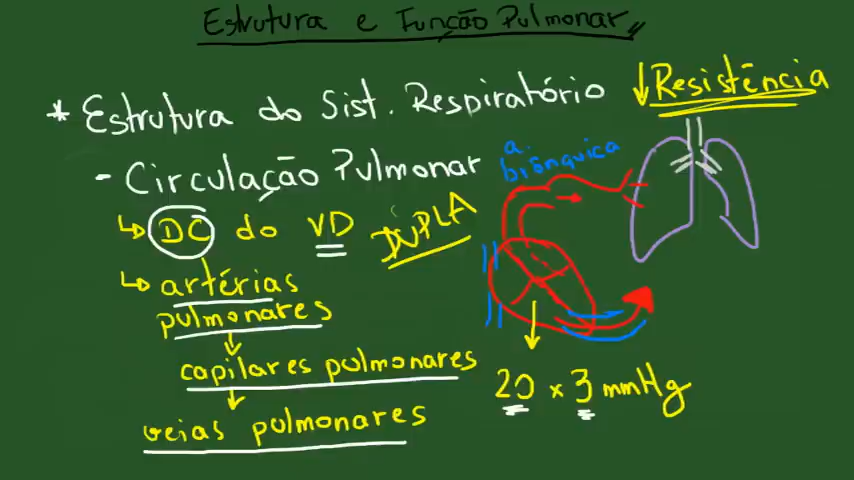 Estrutura e Função Pulmonar
↓ Resistência
* Estrutura do Sist. Respiratório
- Circulação Pulmonar
a. brônquica
↳ DC do VD DUPLA
↳ artérias
pulmonares
↓
capilares pulmonares
↓
veias pulmonares
20 x 3 mmHg